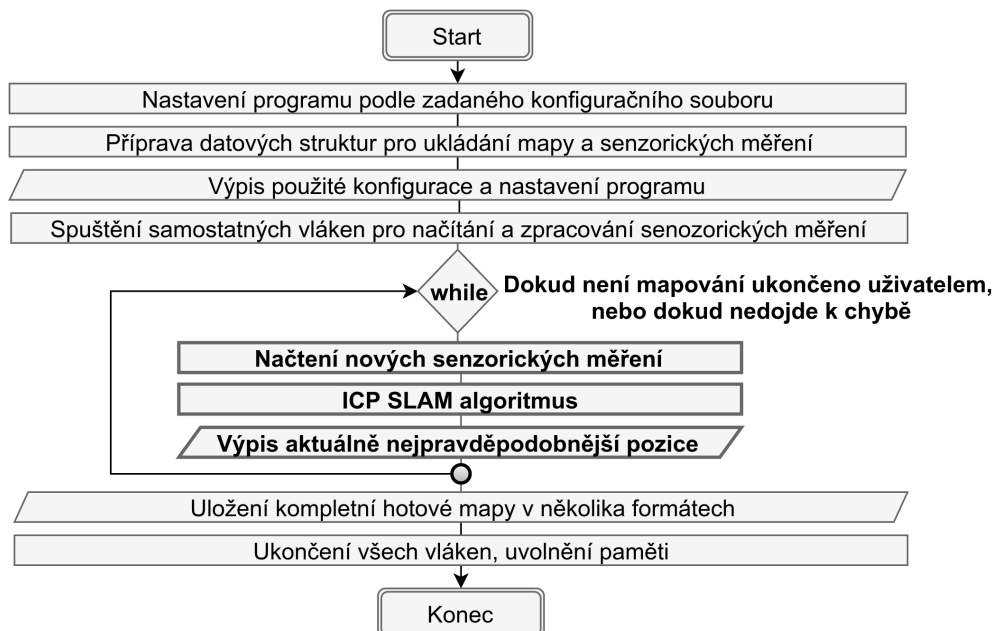 Start
Nastavení programu podle zadaného konfiguračního souboru
Příprava datových struktur pro ukládání mapy a senzorických měření
Výpis použité konfigurace a nastavení programu
Spuštění samostatných vláken pro načítání a zpracování senozorických měření
while
Dokud není mapování ukončeno uživatelem,
nebo dokud nedojde k chybě
Načtení nových senzorických měření
ICP SLAM algoritmus
Výpis aktuálně nejpravděpodobnější pozice
Uložení kompletní hotové mapy v několika formátech
Ukončení všech vláken, uvolnění paměti
Konec